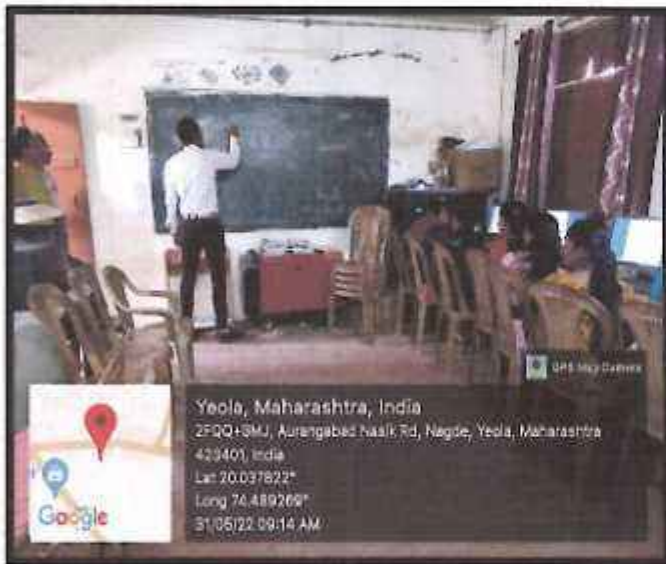 GPS Map Camera
Yeola, Maharashtra, India
2FQQ+3MJ, Aurangabad Nasik Rd, Nagde, Yeola, Maharashtra
423401, India
Lat 20.037822°
Long 74.489269°
31/05/22 09:14 AM
Google